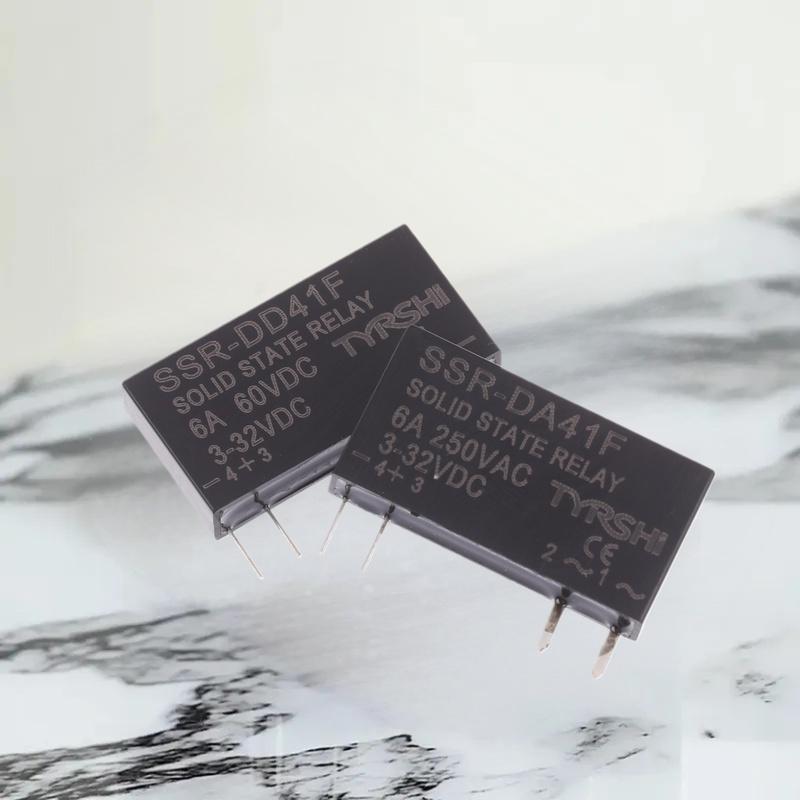 SSR-DD41F
SOLID STATE RELAY
6A 60VDC
3-32VDC
TYRSHI
− 4 + 3
SSR-DA41F
SOLID STATE RELAY
6A 250VAC
3-32VDC
TYRSHI
− 4 + 3
CE
2 ~ 1 ~